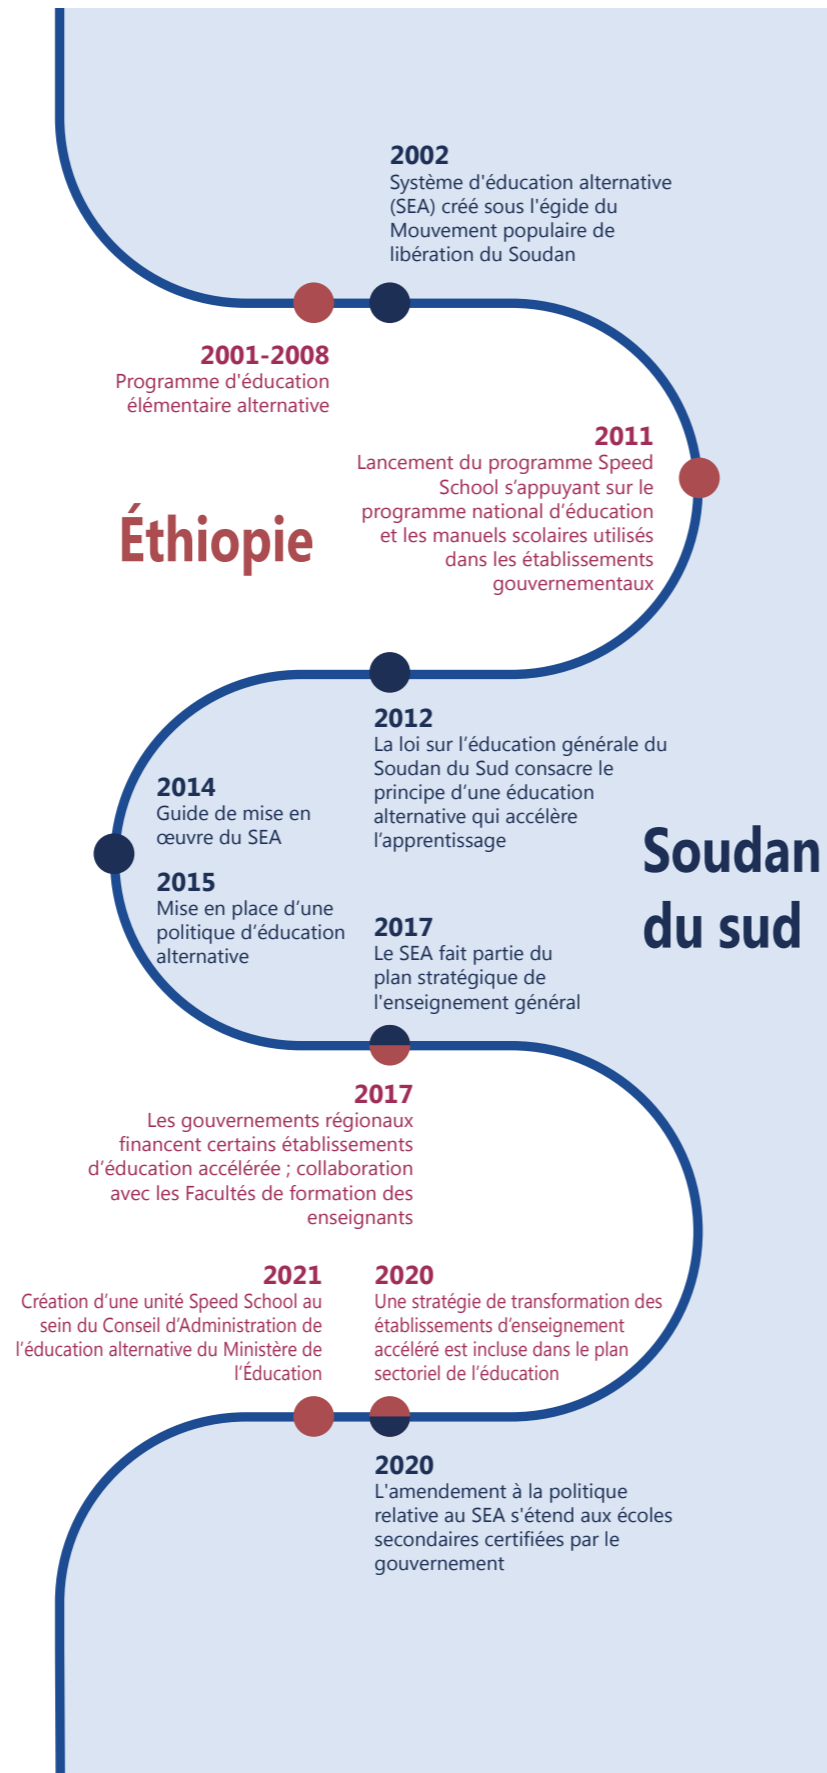 2002
Système d'éducation alternative
(SEA) créé sous l'égide du
Mouvement populaire de
libération du Soudan
2001-2008
Programme d'éducation
élémentaire alternative
2011
Lancement du programme Speed
School s’appuyant sur le
programme national d’éducation
et les manuels scolaires utilisés
dans les établissements
gouvernementaux
Éthiopie
2012
La loi sur l’éducation générale du
Soudan du Sud consacre le
principe d’une éducation
alternative qui accélère
l’apprentissage
2014
Guide de mise en
œuvre du SEA
2015
Mise en place d’une
politique d’éducation
alternative
Soudan
du sud
2017
Le SEA fait partie du
plan stratégique de
l'enseignement général
2017
Les gouvernements régionaux
financent certains établissements
d’éducation accélérée ; collaboration
avec les Facultés de formation des
enseignants
2021
Création d’une unité Speed School au
sein du Conseil d’Administration de
l’éducation alternative du Ministère de
l’Éducation
2020
Une stratégie de transformation des
établissements d’enseignement
accéléré est incluse dans le plan
sectoriel de l’éducation
2020
L'amendement à la politique
relative au SEA s'étend aux écoles
secondaires certifiées par le
gouvernement